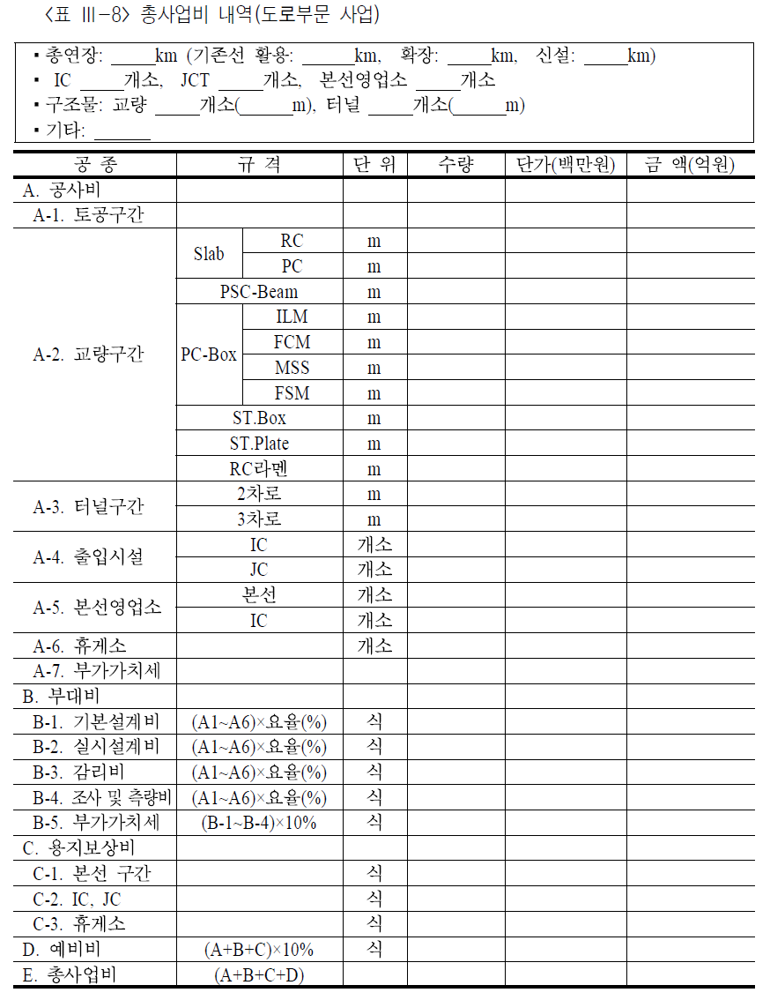 <표 Ⅲ-8> 총사업비 내역(도로부문 사업)
▪총연장: _____km (기존선 활용: ______km, 확장: _____km, 신설: _____km)
▪ IC _____개소, JCT _____개소, 본선영업소 _____개소
▪구조물: 교량 _____개소(______m), 터널 _____개소(______m)
▪기타: ______
공 종 규 격 단 위 수량 단가(백만원) 금 액(억원)
A. 공사비
A-1. 토공구간
A-2. 교량구간 Slab RC m
PC m
PSC-Beam m
PC-Box ILM m
FCM m
MSS m
FSM m
ST.Box m
ST.Plate m
RC라멘 m
A-3. 터널구간 2차로 m
3차로 m
A-4. 출입시설 IC 개소
JC 개소
A-5. 본선영업소 본선 개소
IC 개소
A-6. 휴게소 개소
A-7. 부가가치세
B. 부대비
B-1. 기본설계비 (A1~A6)×요율(%) 식
B-2. 실시설계비 (A1~A6)×요율(%) 식
B-3. 감리비 (A1~A6)×요율(%) 식
B-4. 조사 및 측량비 (A1~A6)×요율(%) 식
B-5. 부가가치세 (B-1~B-4)×10% 식
C. 용지보상비
C-1. 본선 구간 식
C-2. IC, JC 식
C-3. 휴게소 식
D. 예비비 (A+B+C)×10% 식
E. 총사업비 (A+B+C+D)